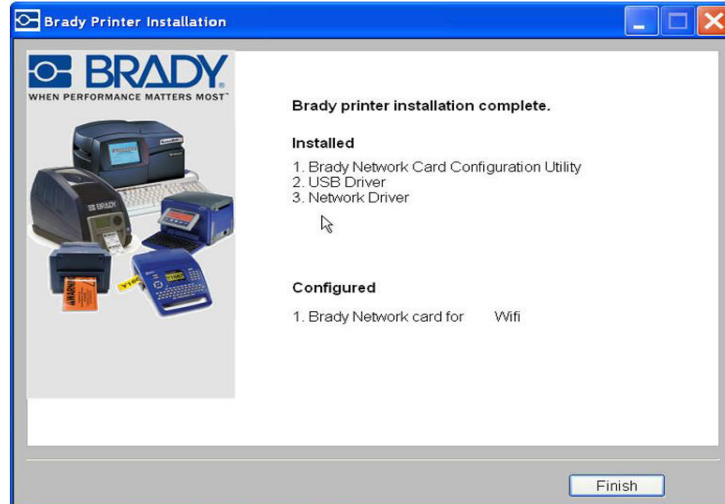 Brady Printer Installation
BRADY
WHEN PERFORMANCE MATTERS MOST™
Brady printer installation complete.
Installed
1. Brady Network Card Configuration Utility
2. USB Driver
3. Network Driver
Configured
1. Brady Network card for Wifi
Finish